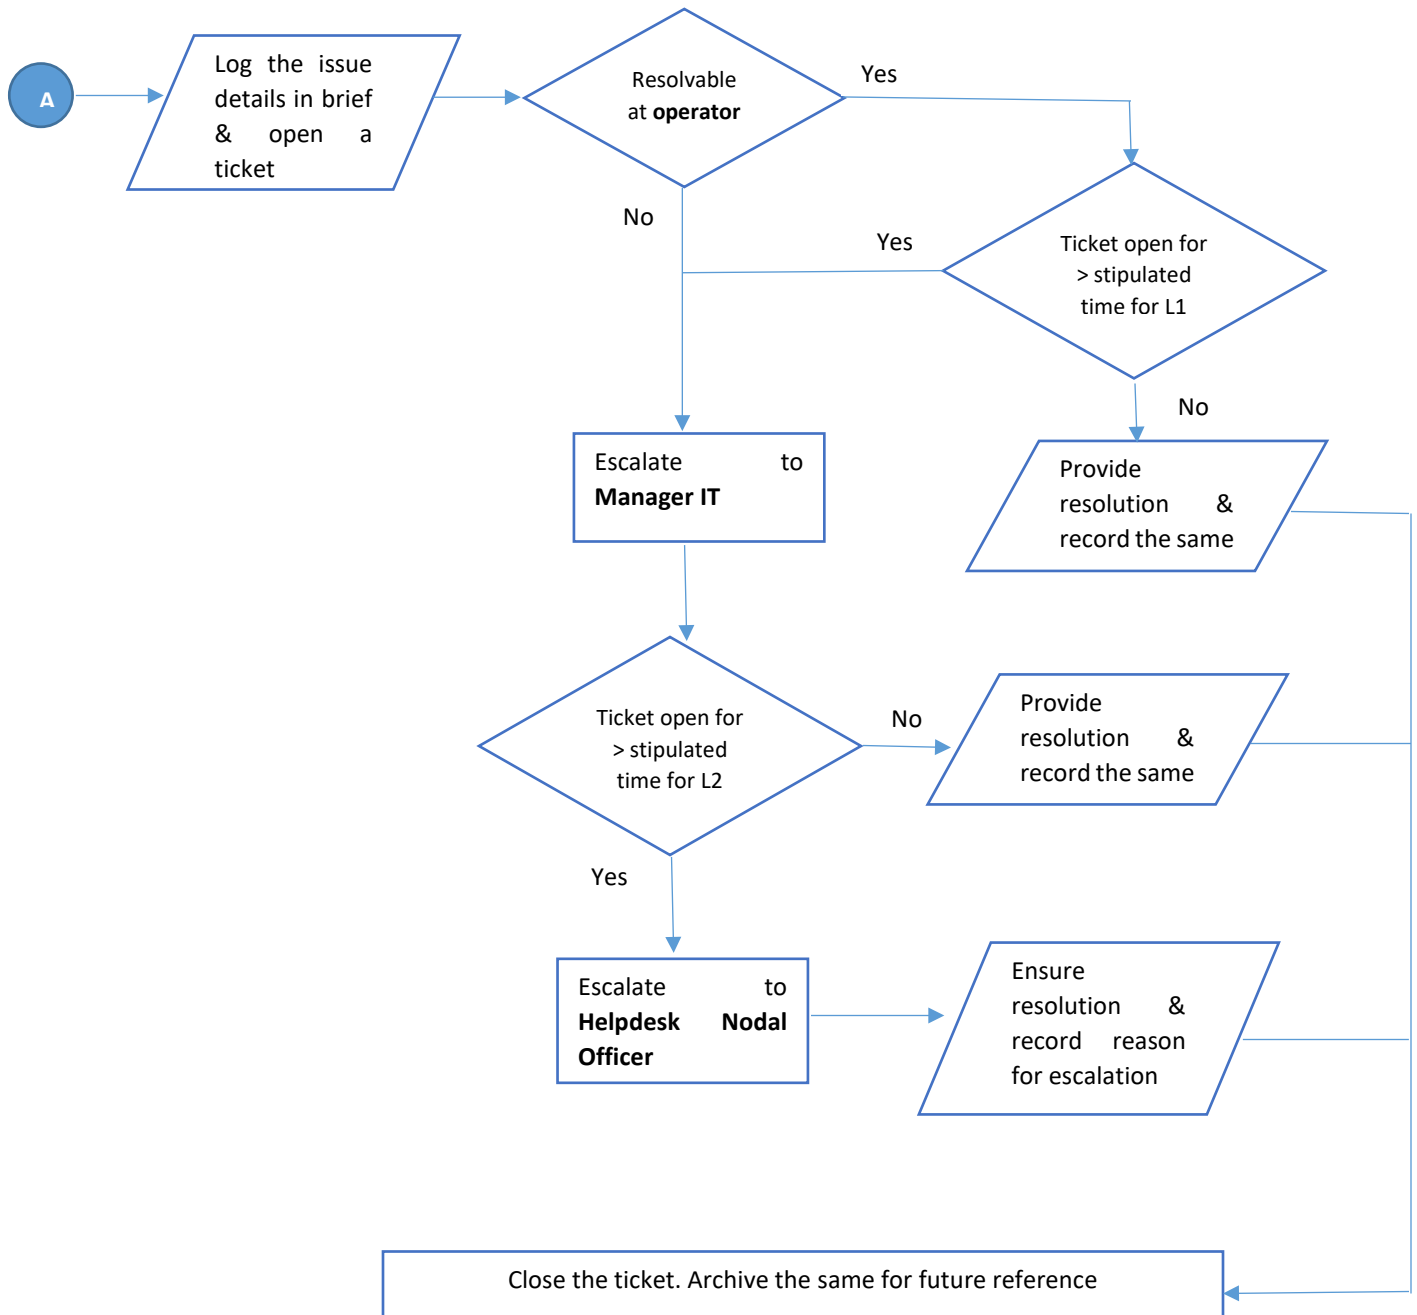 A
Log the issue
details in brief
& open a
ticket
Resolvable
at operator
Yes
No
Yes
Ticket open for
> stipulated
time for L1
No
Escalate to
Manager IT
Provide
resolution &
record the same
Ticket open for
> stipulated
time for L2
No
Provide
resolution &
record the same
Yes
Escalate to
Helpdesk Nodal
Officer
Ensure
resolution &
record reason
for escalation
Close the ticket. Archive the same for future reference